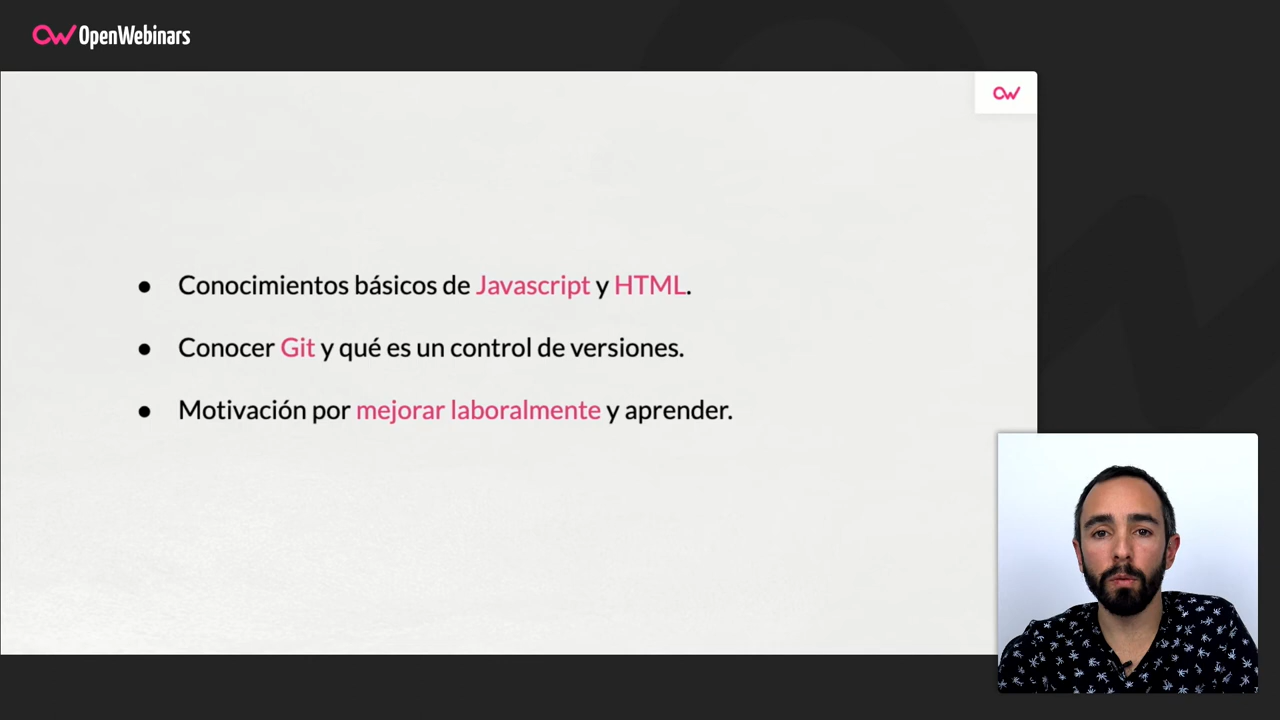 OpenWebinars
● Conocimientos básicos de Javascript y HTML.
● Conocer Git y qué es un control de versiones.
● Motivación por mejorar laboralmente y aprender.